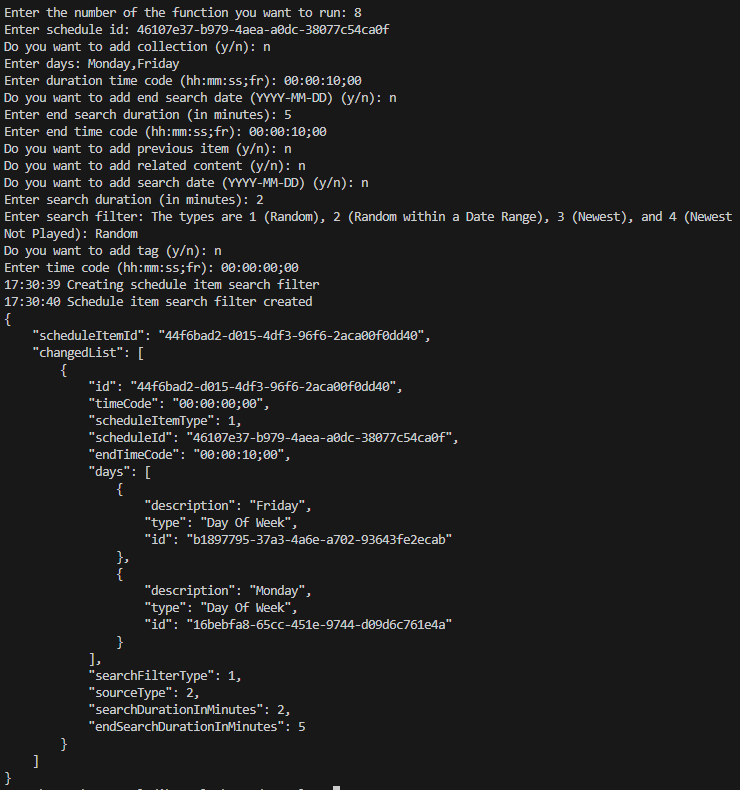 Enter the number of the function you want to run: 8
Enter schedule id: 46107e37-b979-4aea-a0dc-38077c54ca0f
Do you want to add collection (y/n): n
Enter days: Monday,Friday
Enter duration time code (hh:mm:ss;fr): 00:00:10;00
Do you want to add end search date (YYYY-MM-DD) (y/n): n
Enter end search duration (in minutes): 5
Enter end time code (hh:mm:ss;fr): 00:00:10;00
Do you want to add previous item (y/n): n
Do you want to add related content (y/n): n
Do you want to add search date (YYYY-MM-DD) (y/n): n
Enter search duration (in minutes): 2
Enter search filter: The types are 1 (Random), 2 (Random within a Date Range), 3 (Newest), and 4 (Newest
Not Played): Random
Do you want to add tag (y/n): n
Enter time code (hh:mm:ss;fr): 00:00:00;00
17:30:39 Creating schedule item search filter
17:30:40 Schedule item search filter created
{
    "scheduleItemId": "44f6bad2-d015-4df3-96f6-2aca00f0dd40",
    "changedList": [
        {
            "id": "44f6bad2-d015-4df3-96f6-2aca00f0dd40",
            "timeCode": "00:00:00;00",
            "scheduleItemType": 1,
            "scheduleId": "46107e37-b979-4aea-a0dc-38077c54ca0f",
            "endTimeCode": "00:00:10;00",
            "days": [
                {
                    "description": "Friday",
                    "type": "Day Of Week",
                    "id": "b1897795-37a3-4a6e-a702-93643fe2ecab"
                },
                {
                    "description": "Monday",
                    "type": "Day Of Week",
                    "id": "16bebfa8-65cc-451e-9744-d09d6c761e4a"
                }
            ],
            "searchFilterType": 1,
            "sourceType": 2,
            "searchDurationInMinutes": 2,
            "endSearchDurationInMinutes": 5
        }
    ]
}